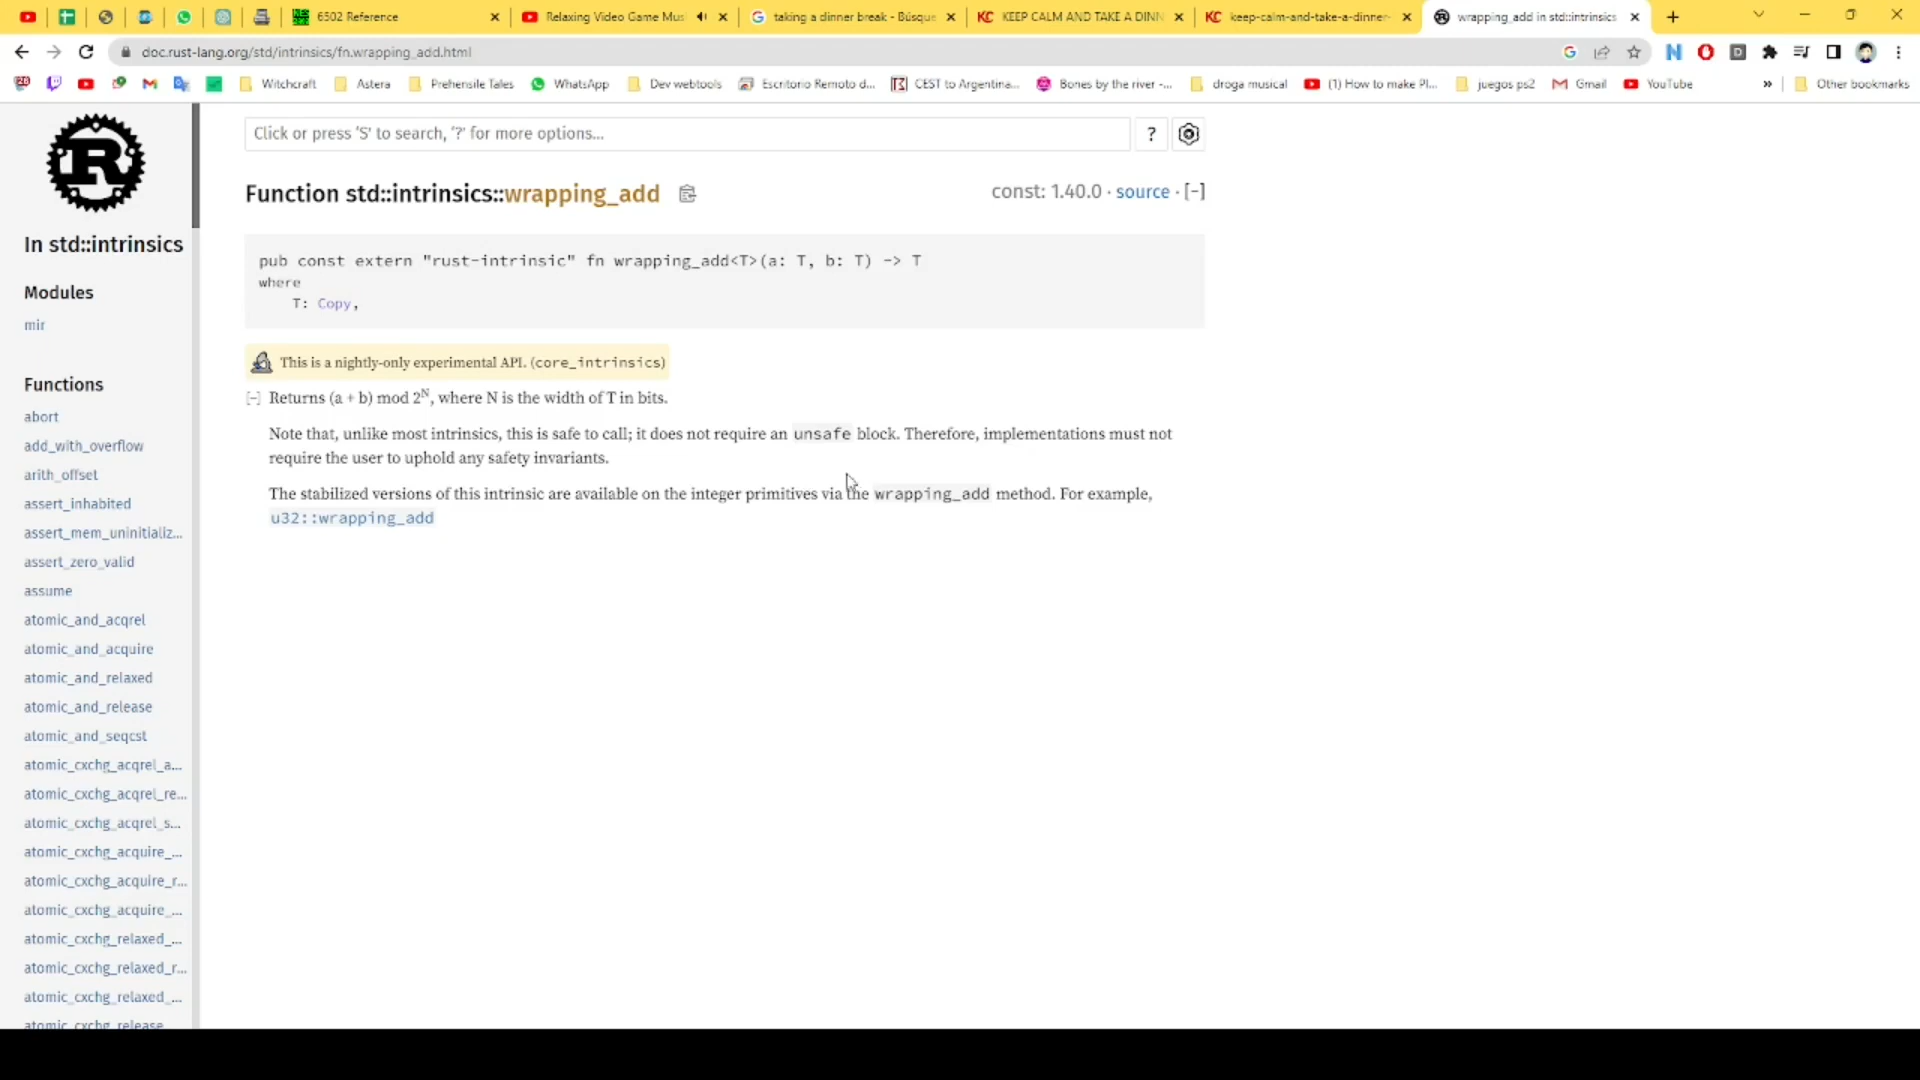 6502 Reference
Relaxing Video Game Mus
taking a dinner break - Búsque
KEEP CALM AND TAKE A DINN
keep-calm-and-take-a-dinner-
wrapping_add in std::intrinsics
doc.rust-lang.org/std/intrinsics/fn.wrapping_add.html
Witchcraft
Astera
Prehensile Tales
WhatsApp
Dev webtools
Escritorio Remoto d...
CEST to Argentina...
Bones by the river -...
droga musical
(1) How to make Pl...
juegos ps2
Gmail
YouTube
»
Other bookmarks
Click or press ‘S’ to search, ‘?’ for more options...
?
Function std::intrinsics::wrapping_add
const: 1.40.0 · source · [-]
pub const extern "rust-intrinsic" fn wrapping_add<T>(a: T, b: T) -> T
where
T: Copy,
This is a nightly-only experimental API. (core_intrinsics)
[-] Returns (a + b) mod 2ᴺ, where N is the width of T in bits.
Note that, unlike most intrinsics, this is safe to call; it does not require an unsafe block. Therefore, implementations must not
require the user to uphold any safety invariants.
The stabilized versions of this intrinsic are available on the integer primitives via the wrapping_add method. For example,
u32::wrapping_add
In std::intrinsics
Modules
mir
Functions
abort
add_with_overflow
arith_offset
assert_inhabited
assert_mem_uninitializ...
assert_zero_valid
assume
atomic_and_acqrel
atomic_and_acquire
atomic_and_relaxed
atomic_and_release
atomic_and_seqcst
atomic_cxchg_acqrel_a...
atomic_cxchg_acqrel_re...
atomic_cxchg_acqrel_s...
atomic_cxchg_acquire_...
atomic_cxchg_acquire_r...
atomic_cxchg_acquire_...
atomic_cxchg_relaxed_...
atomic_cxchg_relaxed_r...
atomic_cxchg_relaxed_...
atomic_cxchg_release_